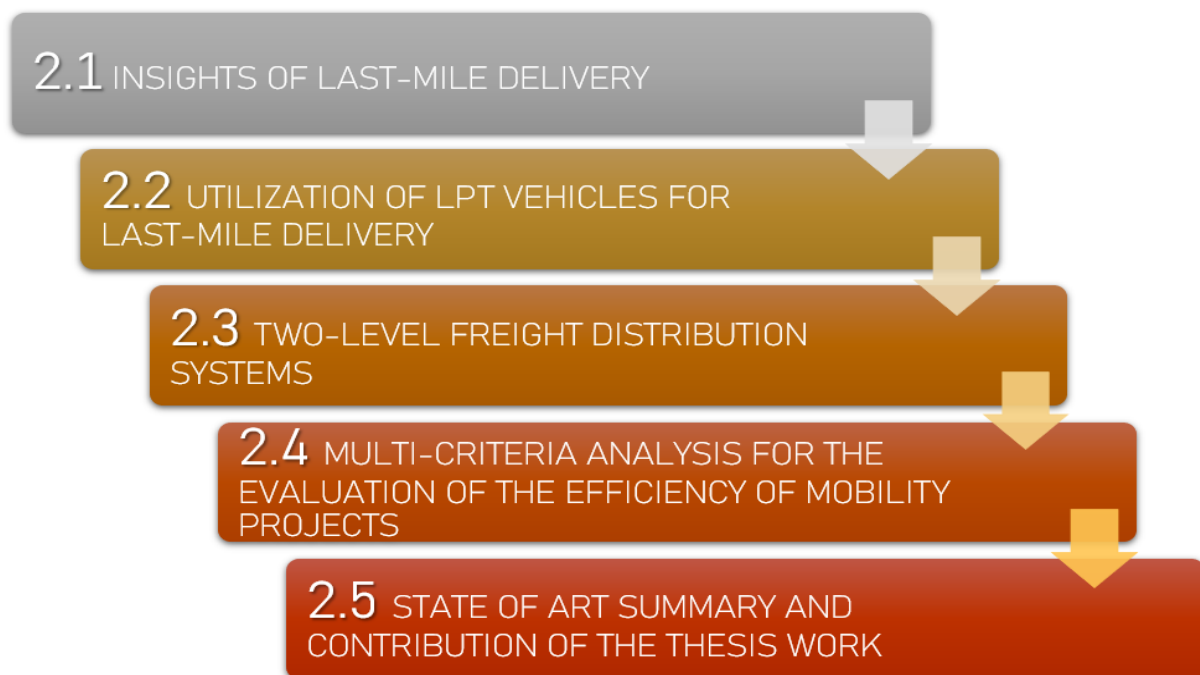 2.1 INSIGHTS OF LAST-MILE DELIVERY
2.2 UTILIZATION OF LPT VEHICLES FOR
LAST-MILE DELIVERY
2.3 TWO-LEVEL FREIGHT DISTRIBUTION
SYSTEMS
2.4 MULTI-CRITERIA ANALYSIS FOR THE
EVALUATION OF THE EFFICIENCY OF MOBILITY
PROJECTS
2.5 STATE OF ART SUMMARY AND
CONTRIBUTION OF THE THESIS WORK